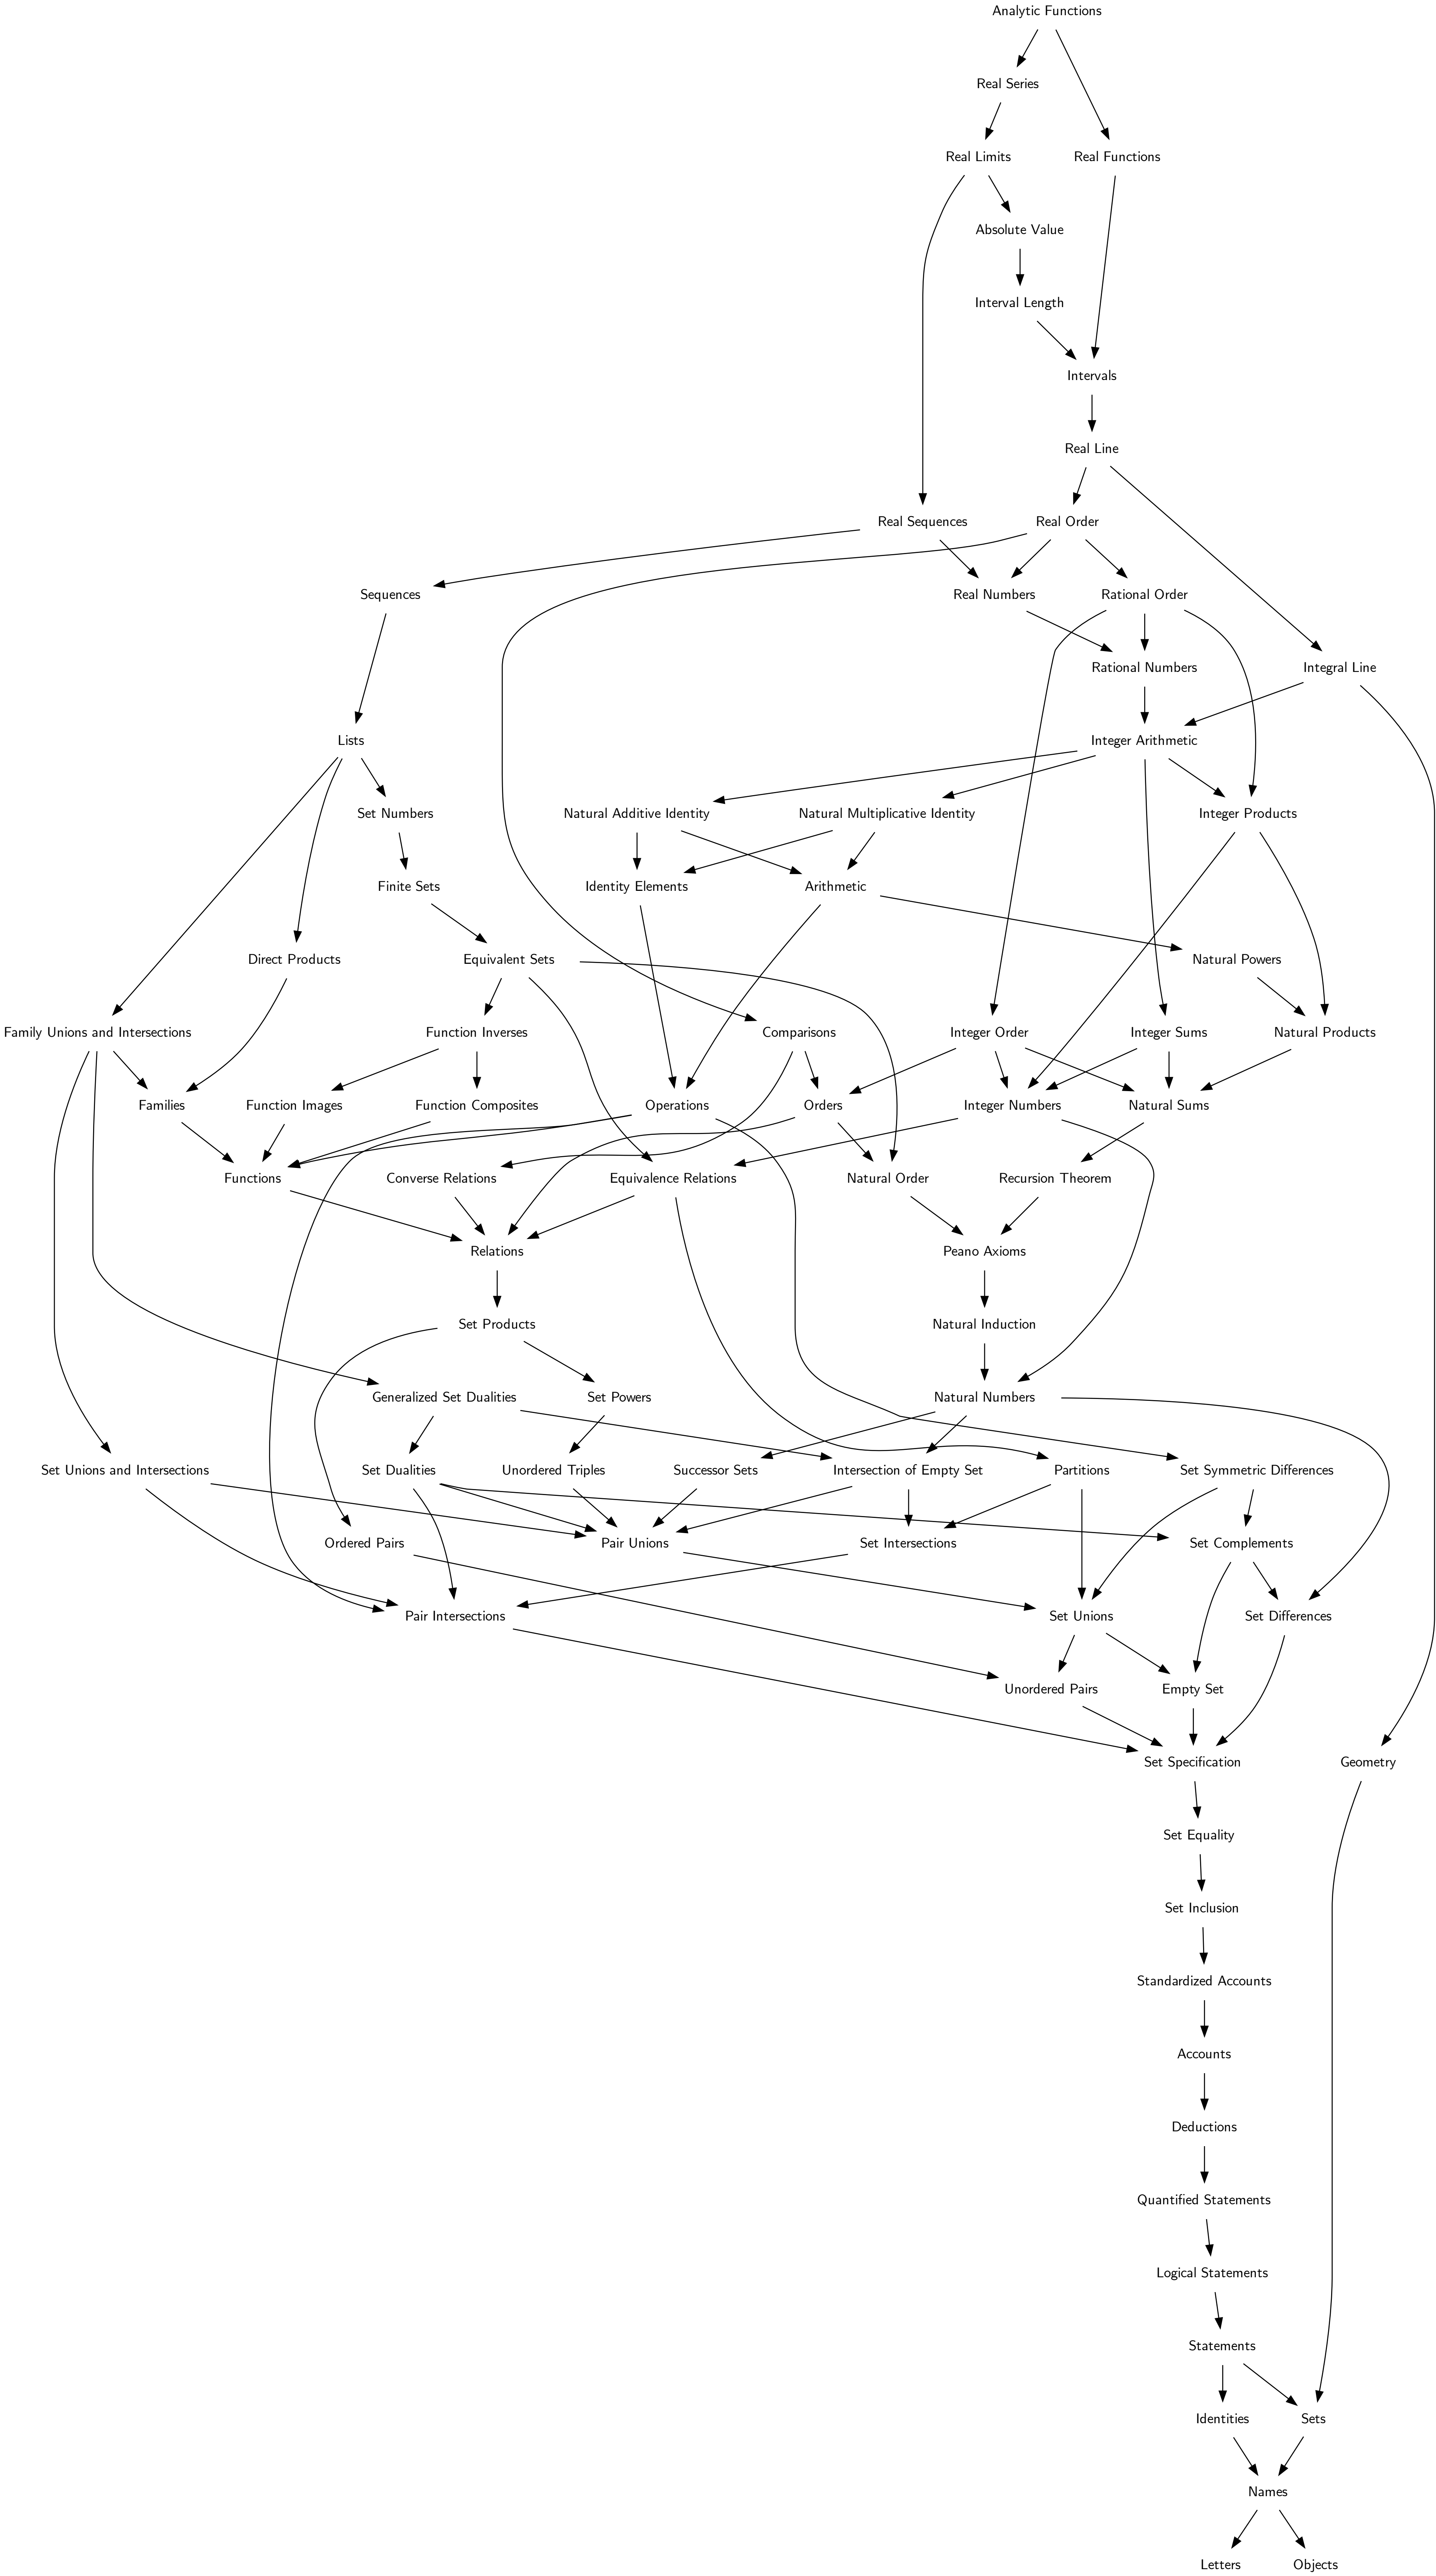 Analytic Functions
Real Series
Real Limits
Real Functions
Absolute Value
Interval Length
Intervals
Real Line
Real Sequences
Real Order
Sequences
Real Numbers
Rational Order
Rational Numbers
Integral Line
Lists
Integer Arithmetic
Set Numbers
Natural Additive Identity
Natural Multiplicative Identity
Integer Products
Finite Sets
Identity Elements
Arithmetic
Direct Products
Equivalent Sets
Natural Powers
Family Unions and Intersections
Function Inverses
Comparisons
Integer Order
Integer Sums
Natural Products
Families
Function Images
Function Composites
Operations
Orders
Integer Numbers
Natural Sums
Functions
Converse Relations
Equivalence Relations
Natural Order
Recursion Theorem
Relations
Peano Axioms
Set Products
Natural Induction
Generalized Set Dualities
Set Powers
Natural Numbers
Set Unions and Intersections
Set Dualities
Unordered Triples
Successor Sets
Intersection of Empty Set
Partitions
Set Symmetric Differences
Ordered Pairs
Pair Unions
Set Intersections
Set Complements
Pair Intersections
Set Unions
Set Differences
Unordered Pairs
Empty Set
Set Specification
Geometry
Set Equality
Set Inclusion
Standardized Accounts
Accounts
Deductions
Quantified Statements
Logical Statements
Statements
Identities
Sets
Names
Letters
Objects